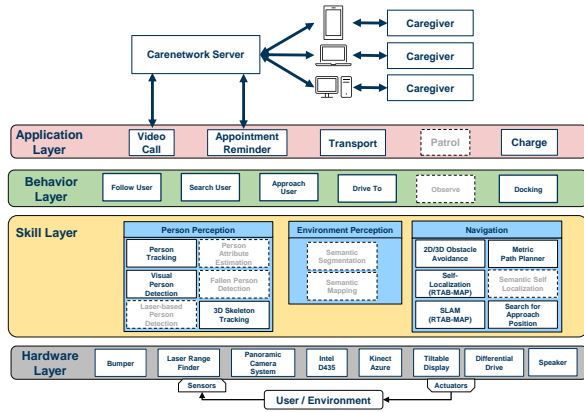 Carenetwork Server
Caregiver
Caregiver
Caregiver
Application
Layer
Video
Call
Appointment
Reminder
Transport
Patrol
Charge
Behavior
Layer
Follow User
Search User
Approach
User
Drive To
Observe
Docking
Skill Layer
Person Perception
Person
Tracking
Person
Attribute
Estimation
Visual
Person
Detection
Fallen Person
Detection
Laser-based
Person
Detection
3D Skeleton
Tracking
Environment Perception
Semantic
Segmentation
Semantic
Mapping
Navigation
2D/3D Obstacle
Avoidance
Metric
Path Planner
Self-
Localization
(RTAB-MAP)
Semantic Self
Localization
SLAM
(RTAB-MAP)
Search for
Approach
Position
Hardware
Layer
Bumper
Laser Range
Finder
Panoramic
Camera
System
Intel
D435
Kinect
Azure
Tiltable
Display
Differential
Drive
Speaker
Sensors
Actuators
User / Environment